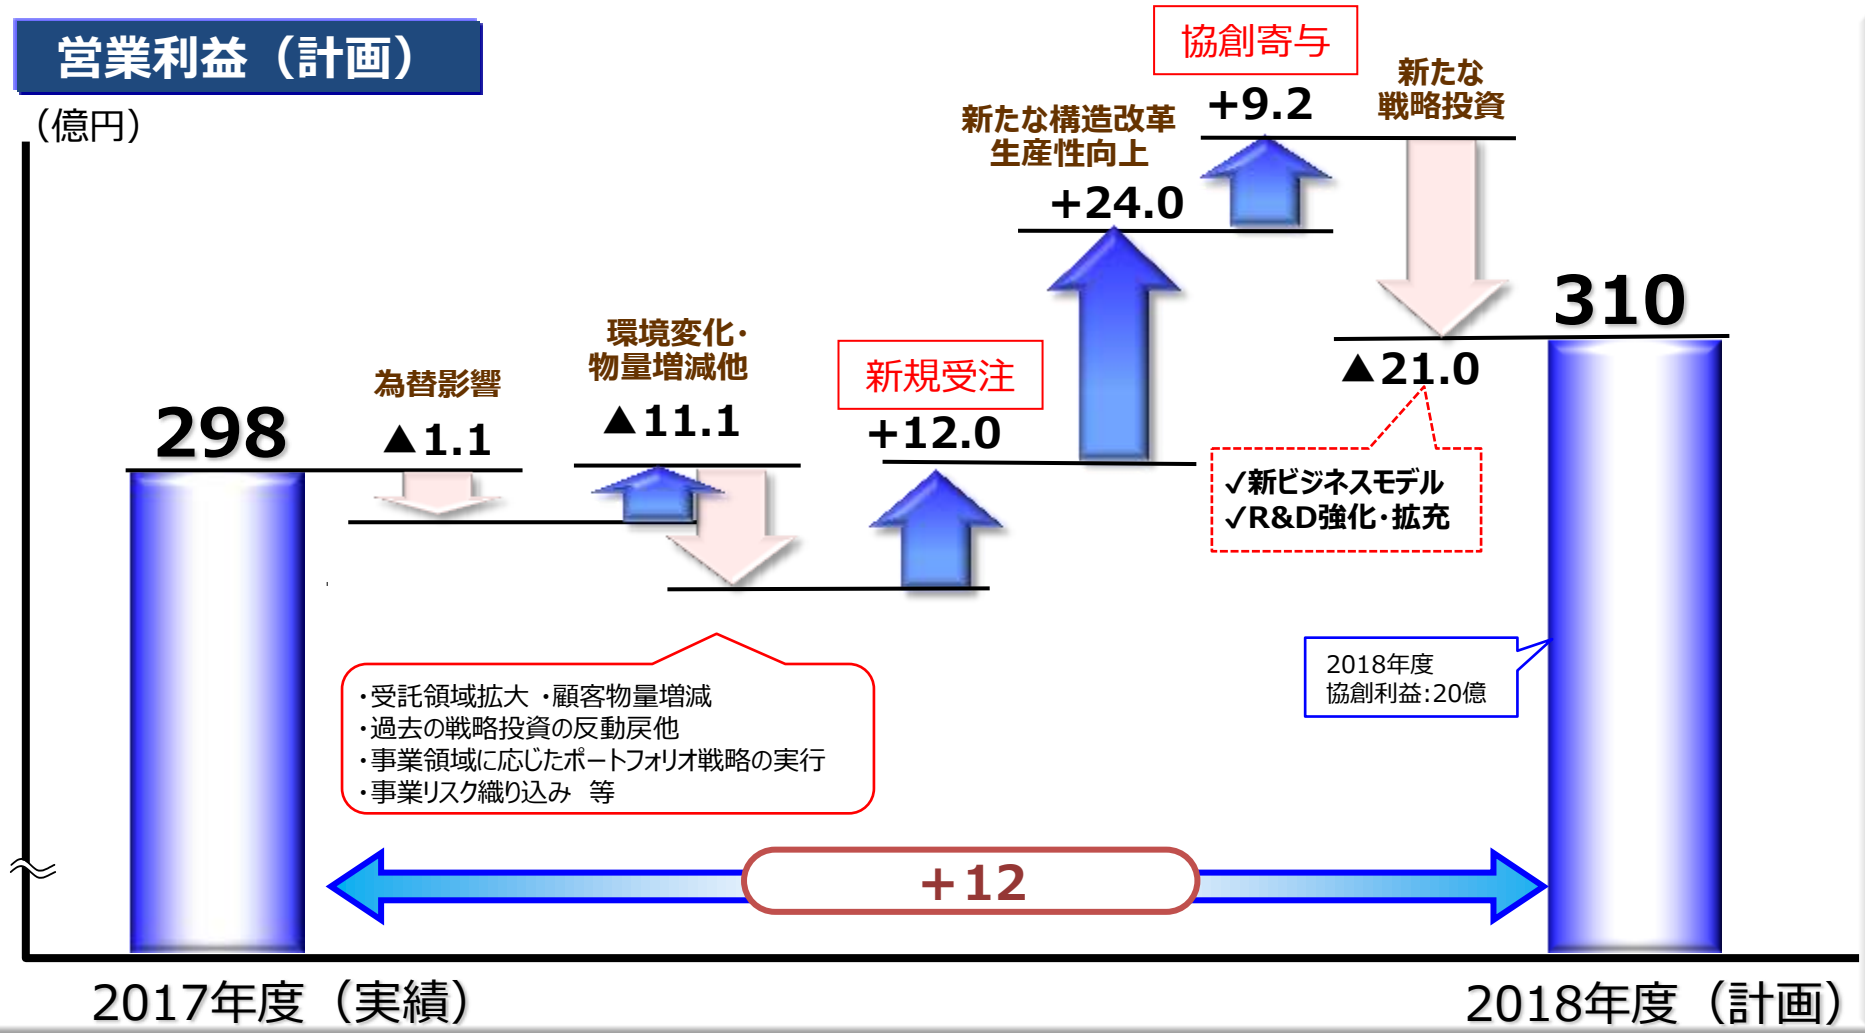 営業利益（計画）
（億円）
298
為替影響
▲1.1
環境変化・
物量増減他
▲11.1
新規受注
+12.0
新たな構造改革
生産性向上
+24.0
協創寄与
+9.2
新たな
戦略投資
▲21.0
✓新ビジネスモデル
✓R&D強化・拡充
310
・受託領域拡大 ・顧客物量増減
・過去の戦略投資の反動戻他
・事業領域に応じたポートフォリオ戦略の実行
・事業リスク織り込み 等
2018年度
協創利益:20億
+12
2017年度（実績）
2018年度（計画）